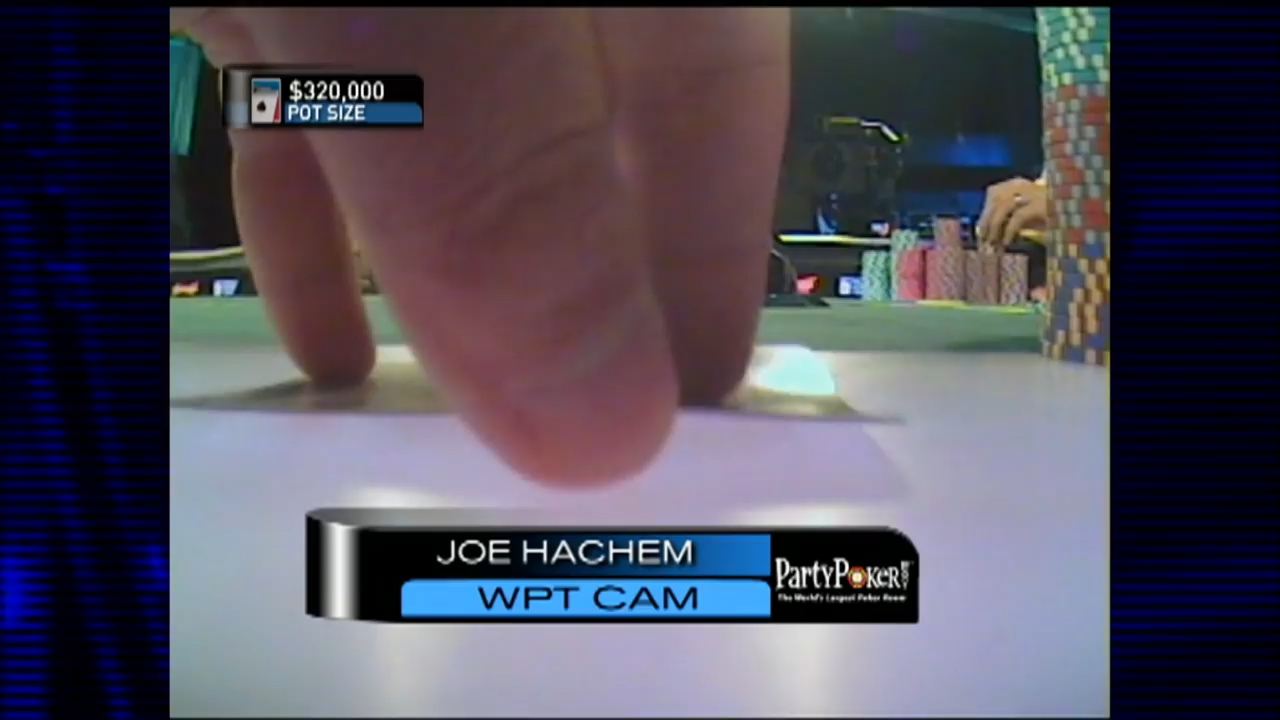 $320,000
POT SIZE
JOE HACHEM
WPT CAM
PartyPoker.com
The World's Largest Poker Room